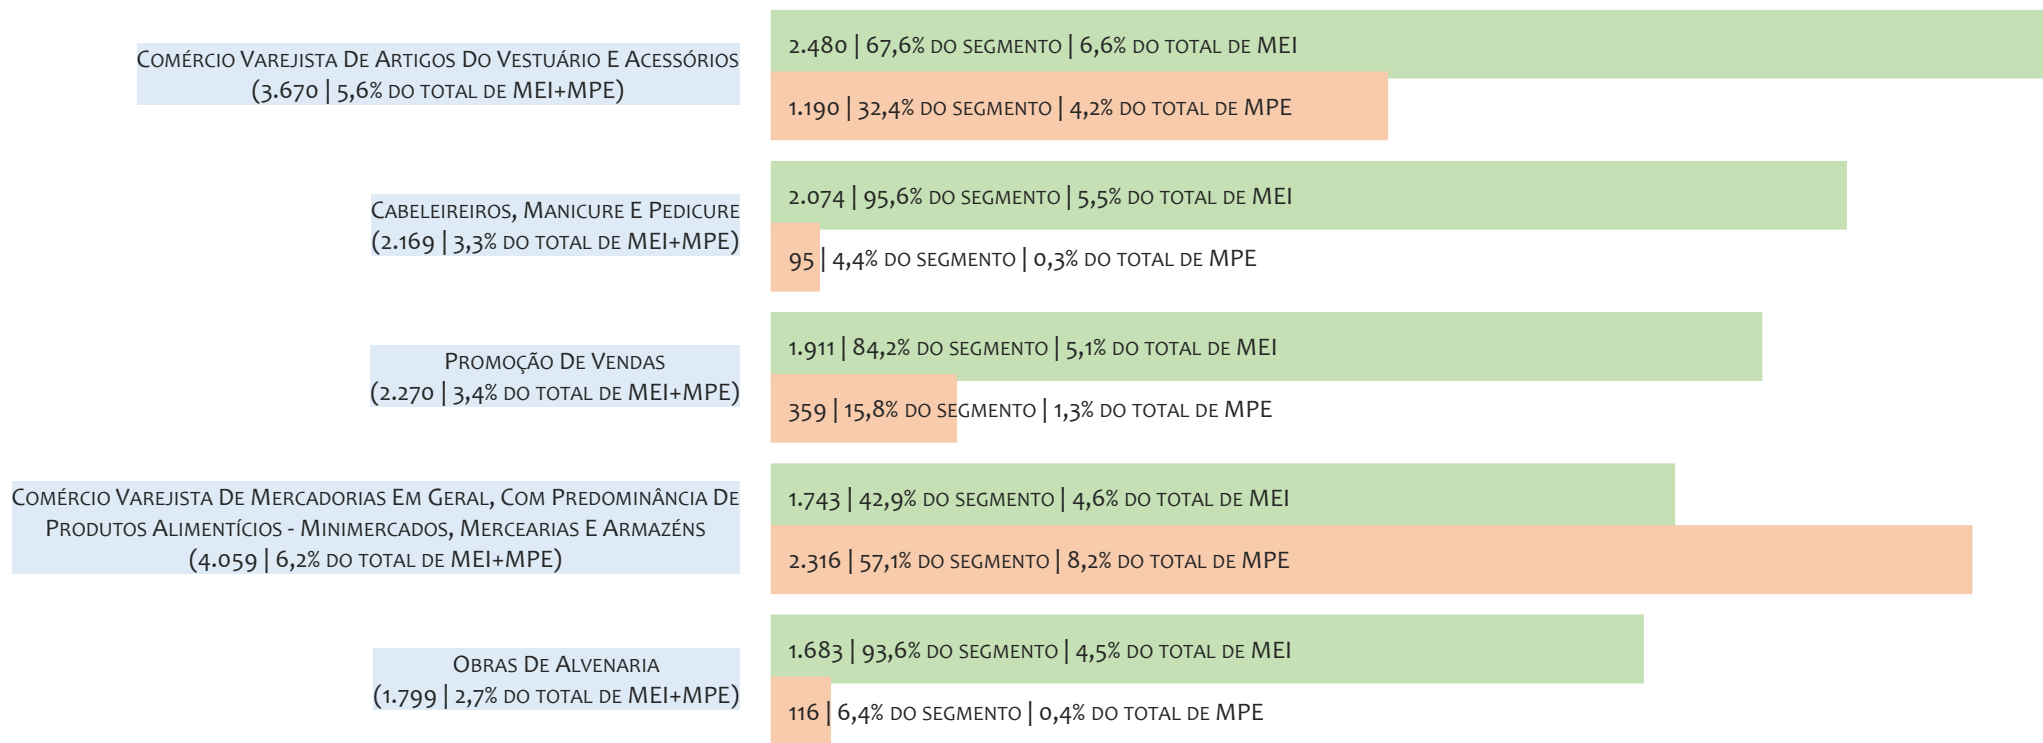 Comércio Varejista De Artigos Do Vestuário E Acessórios
(3.670 | 5,6% do total de MEI+MPE)
2.480 | 67,6% do segmento | 6,6% do total de MEI
1.190 | 32,4% do segmento | 4,2% do total de MPE
Cabeleireiros, Manicure E Pedicure
(2.169 | 3,3% do total de MEI+MPE)
2.074 | 95,6% do segmento | 5,5% do total de MEI
95 | 4,4% do segmento | 0,3% do total de MPE
Promoção De Vendas
(2.270 | 3,4% do total de MEI+MPE)
1.911 | 84,2% do segmento | 5,1% do total de MEI
359 | 15,8% do segmento | 1,3% do total de MPE
Comércio Varejista De Mercadorias Em Geral, Com Predominância De
Produtos Alimentícios - Minimercados, Mercearias E Armazéns
(4.059 | 6,2% do total de MEI+MPE)
1.743 | 42,9% do segmento | 4,6% do total de MEI
2.316 | 57,1% do segmento | 8,2% do total de MPE
Obras De Alvenaria
(1.799 | 2,7% do total de MEI+MPE)
1.683 | 93,6% do segmento | 4,5% do total de MEI
116 | 6,4% do segmento | 0,4% do total de MPE